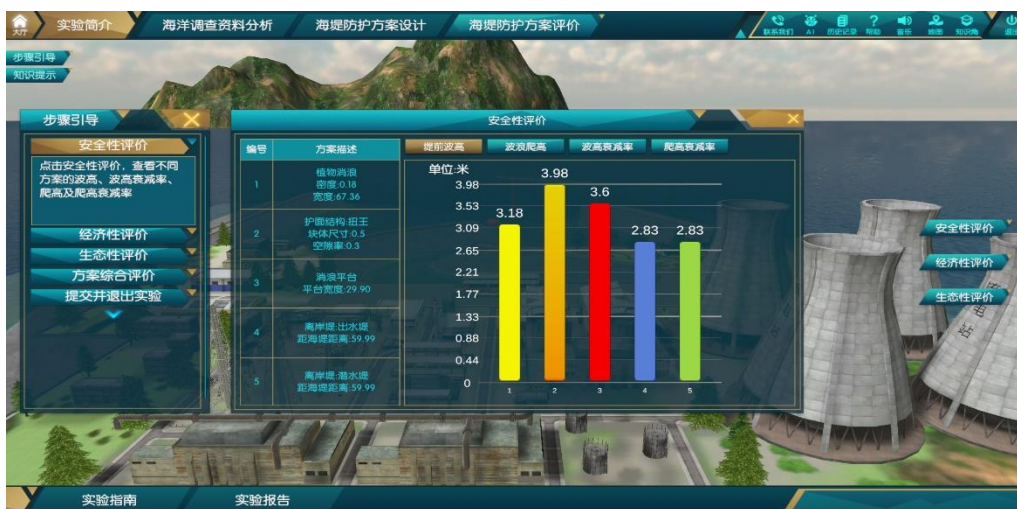 大厅
实验简介
海洋调查资料分析
海堤防护方案设计
海堤防护方案评价
联系我们
AI
历史记录
帮助
音乐
地图
知识角
退出
步骤引导
知识提示
步骤引导
安全性评价
点击安全性评价，查看不同
方案的波高、波高衰减率、
爬高及爬高衰减率
经济性评价
生态性评价
方案综合评价
提交并退出实验
安全性评价
编号
方案描述
1
植物消浪
密度:0.18
宽度:67.36
2
护面结构:扭王
块体尺寸:0.5
空隙率:0.3
3
消浪平台
平台宽度:29.90
4
离岸堤:出水堤
距海堤距离:59.99
5
离岸堤:潜水堤
距海堤距离:59.99
堤前波高
波浪爬高
波高衰减率
爬高衰减率
单位:米
3.98
3.53
3.09
2.65
2.21
1.77
1.33
0.88
0.44
0
3.18
3.98
3.6
2.83
2.83
1
2
3
4
5
安全性评价
经济性评价
生态性评价
实验指南
实验报告